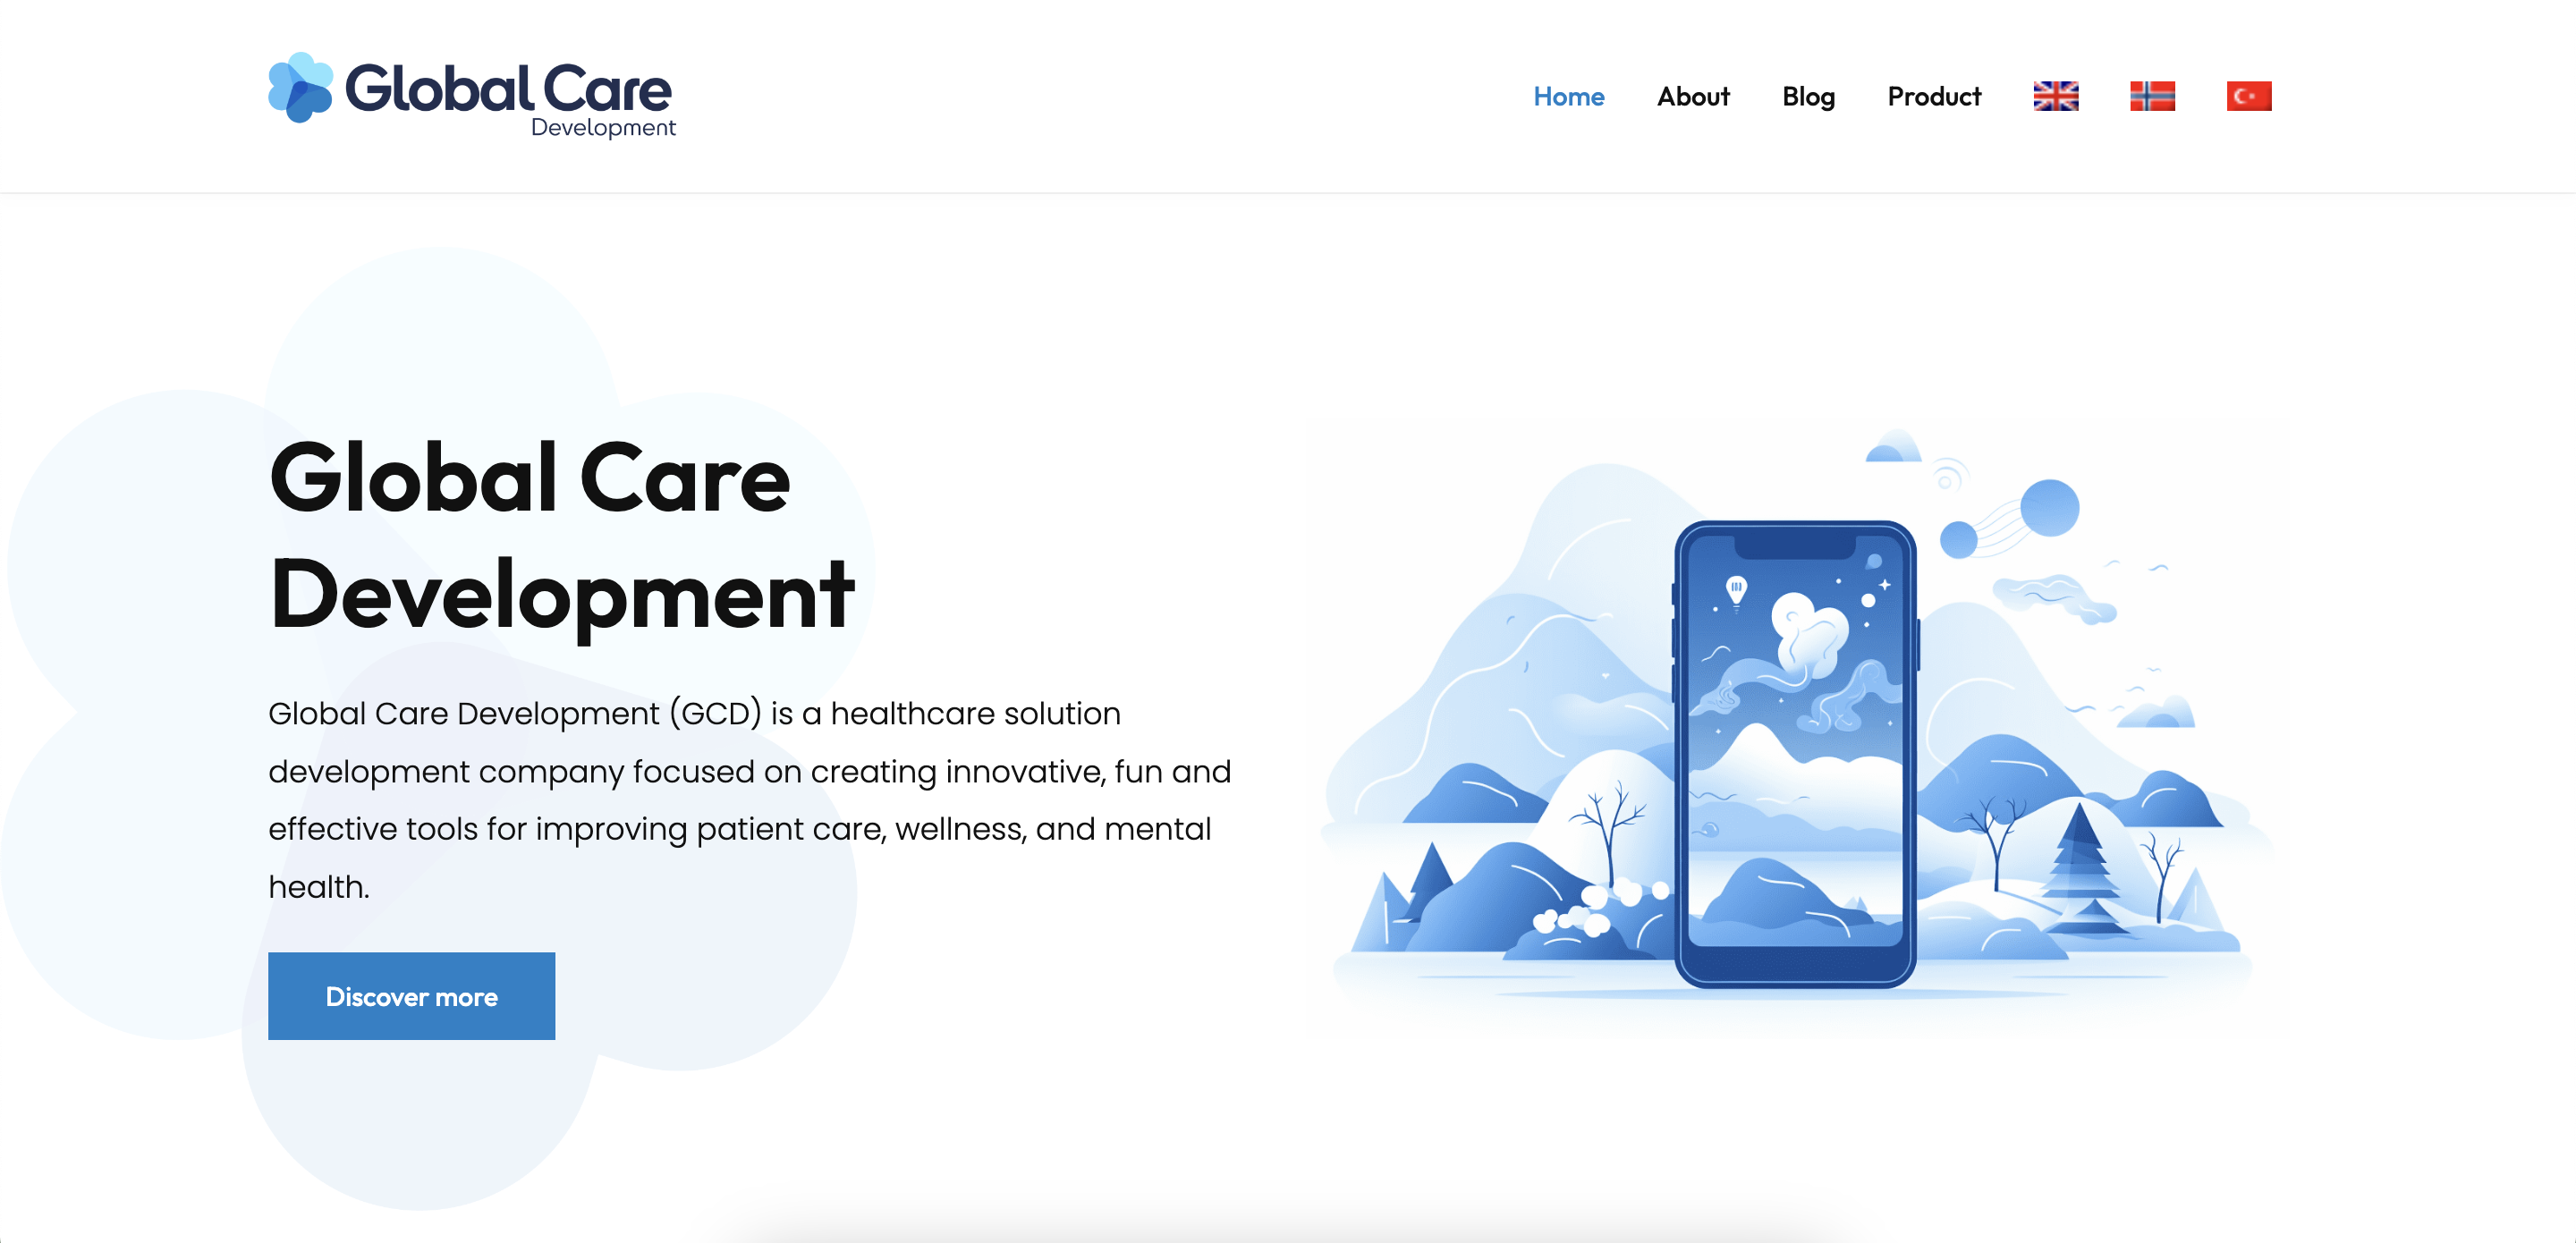 Global Care
Development
Home About Blog Product
Global Care
Development
Global Care Development (GCD) is a healthcare solution
development company focused on creating innovative, fun and
effective tools for improving patient care, wellness, and mental
health.
Discover more